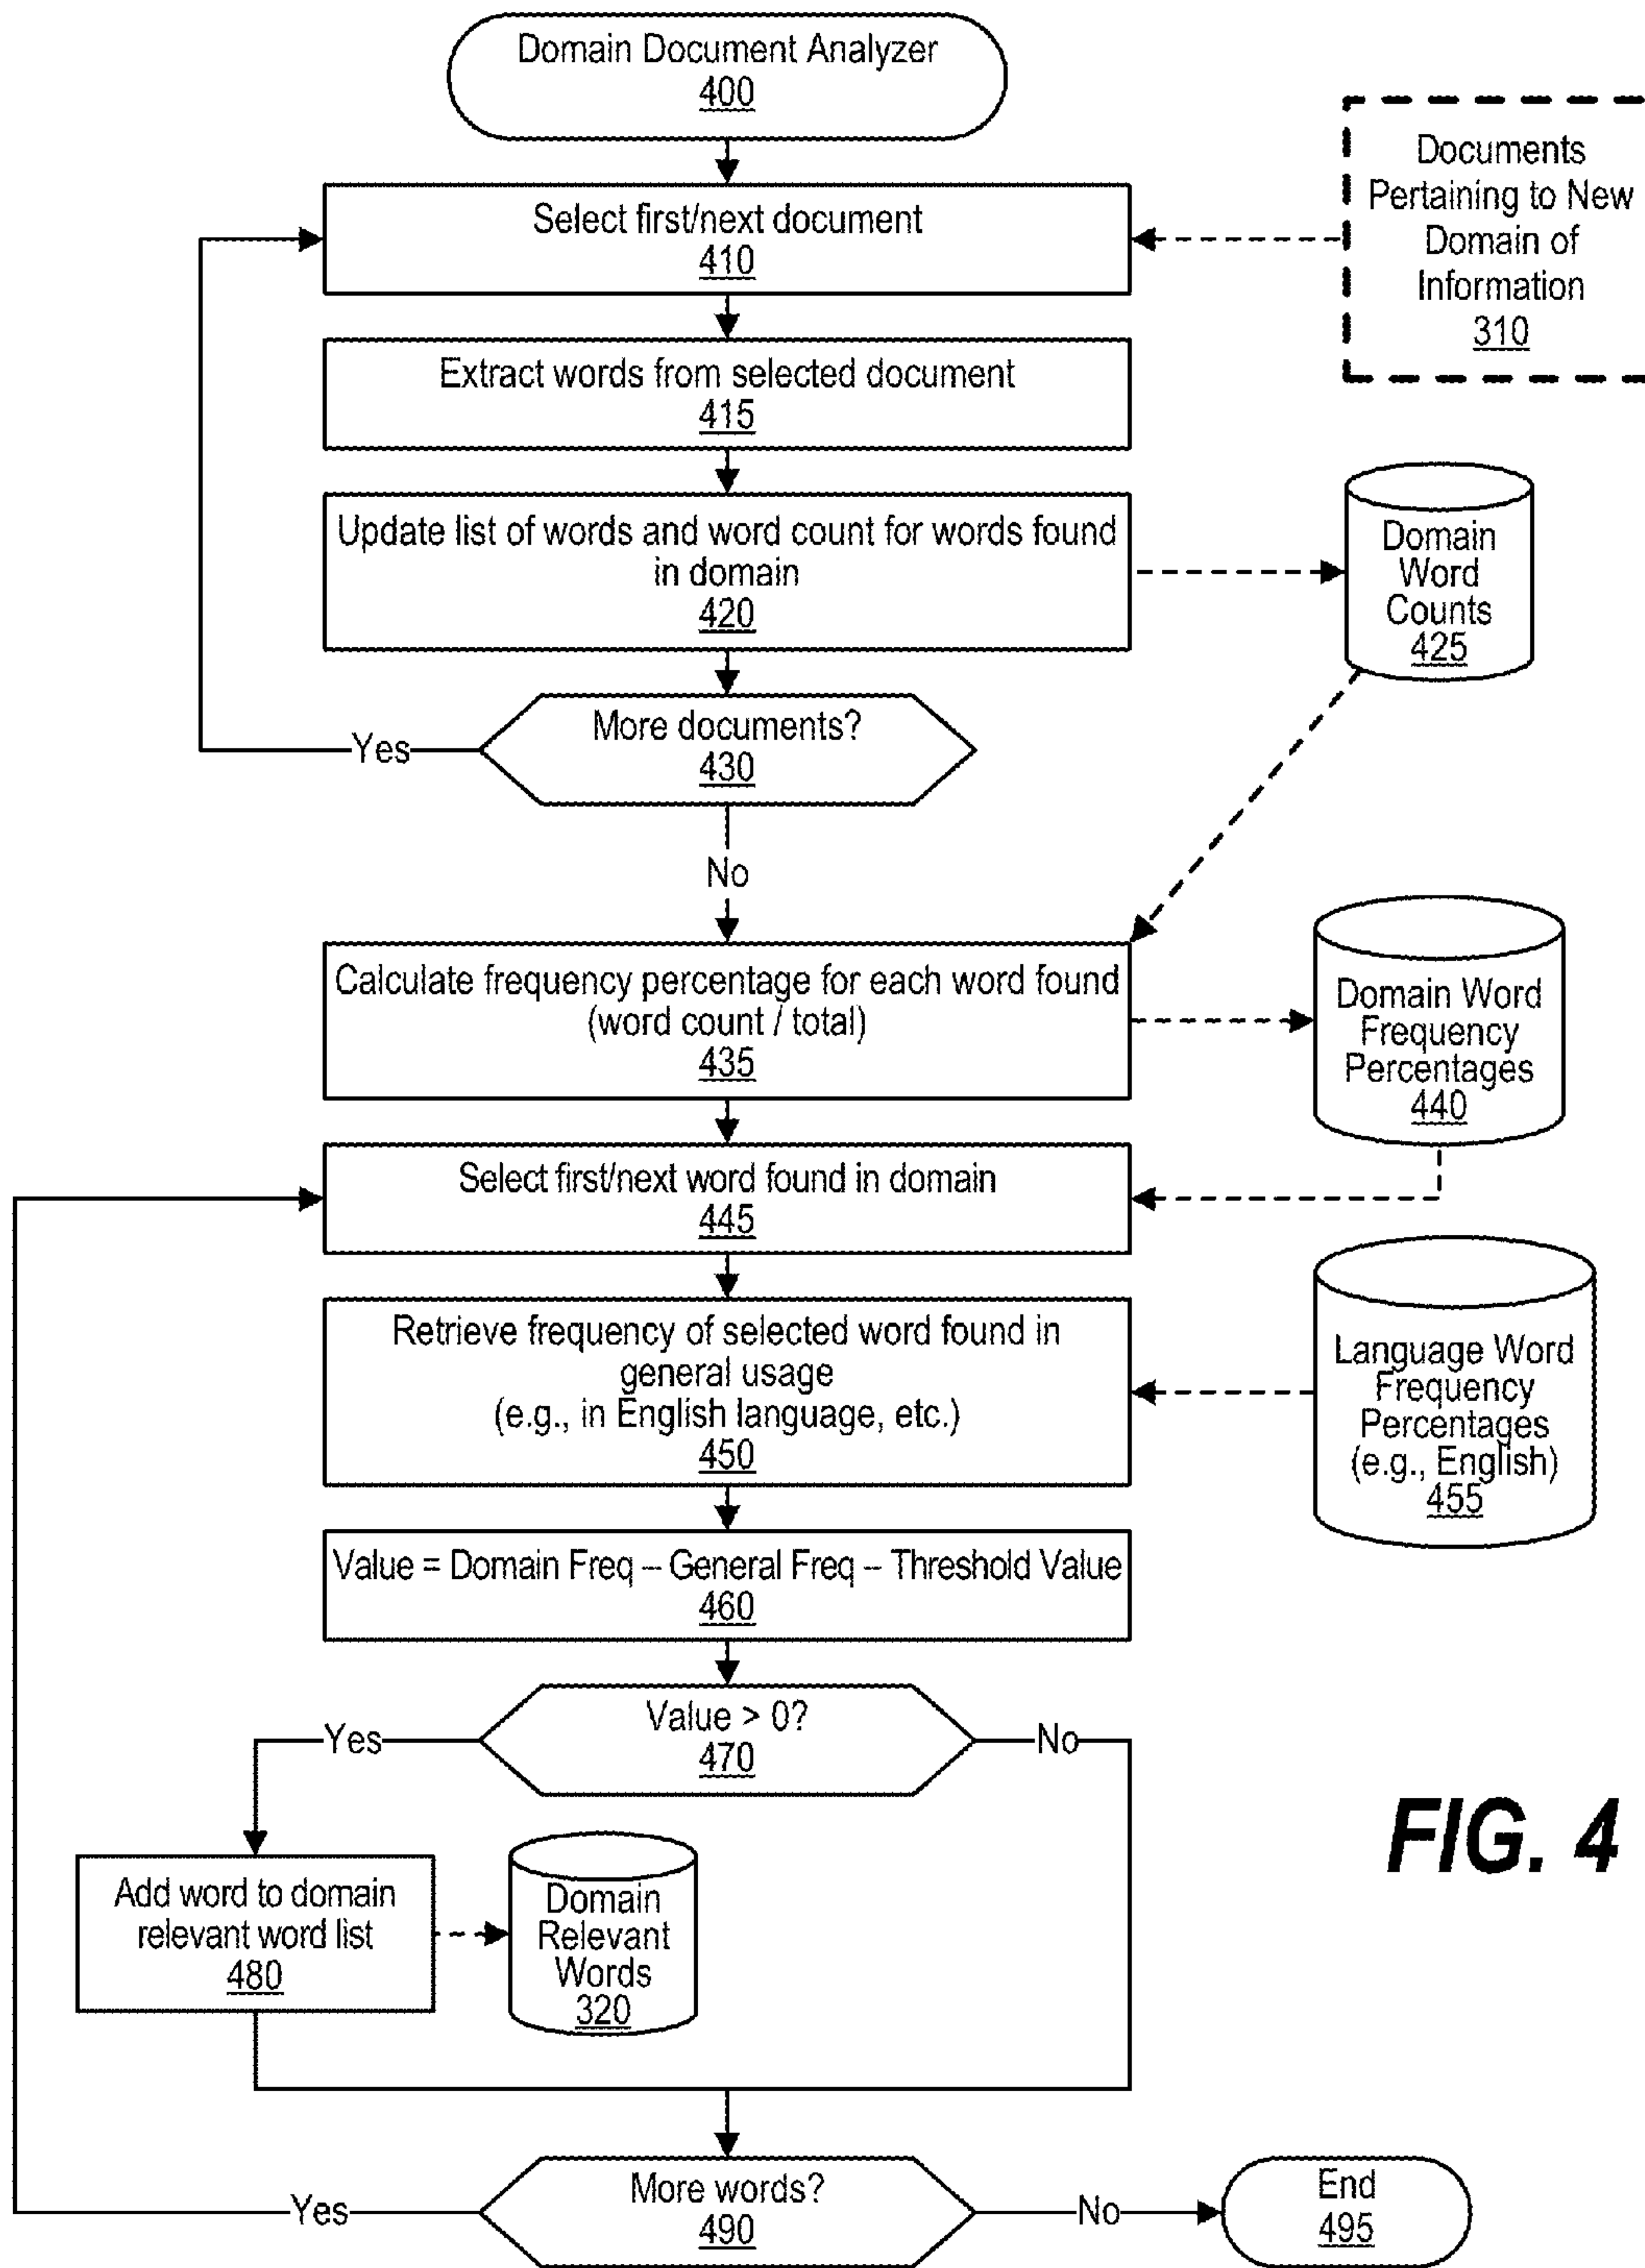 Domain Document Analyzer
400
Documents
Pertaining to New
Domain of
Information
310
Select first/next document
410
Extract words from selected document
415
Update list of words and word count for words found
in domain
420
Domain
Word
Counts
425
More documents?
430
Yes
No
Calculate frequency percentage for each word found
(word count / total)
435
Domain Word
Frequency
Percentages
440
Select first/next word found in domain
445
Retrieve frequency of selected word found in
general usage
(e.g., in English language, etc.)
450
Language Word
Frequency
Percentages
(e.g., English)
455
Value = Domain Freq – General Freq – Threshold Value
460
Value > 0?
470
Yes
No
Add word to domain
relevant word list
480
Domain
Relevant
Words
320
FIG. 4
More words?
490
Yes
No
End
495